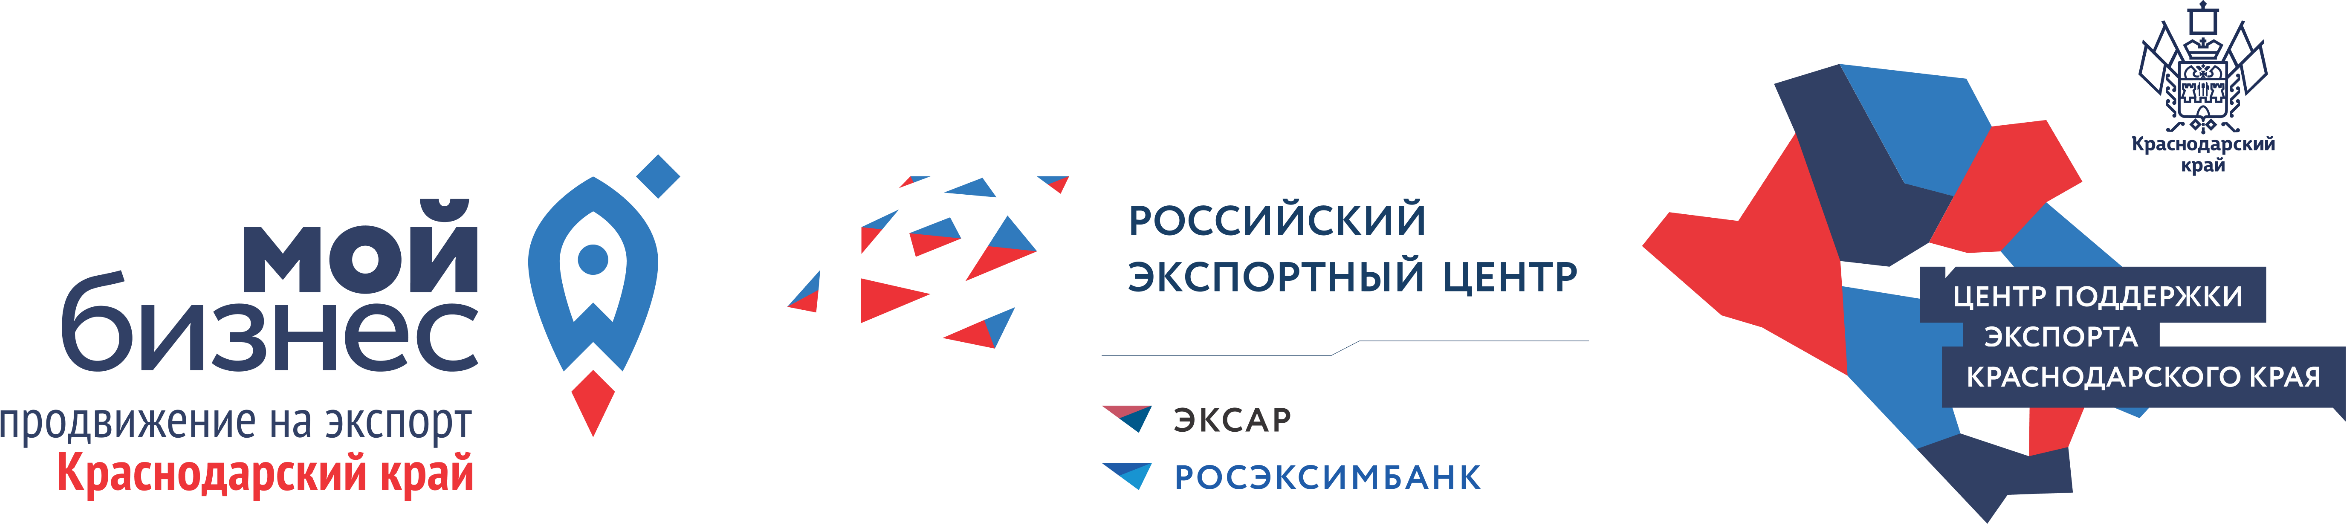 мой
бизнес
продвижение на экспорт
Краснодарский край
РОССИЙСКИЙ
ЭКСПОРТНЫЙ ЦЕНТР
ЭКСАР
РОСЭКСИМБАНК
Краснодарский
край
ЦЕНТР ПОДДЕРЖКИ
ЭКСПОРТА
КРАСНОДАРСКОГО КРАЯ